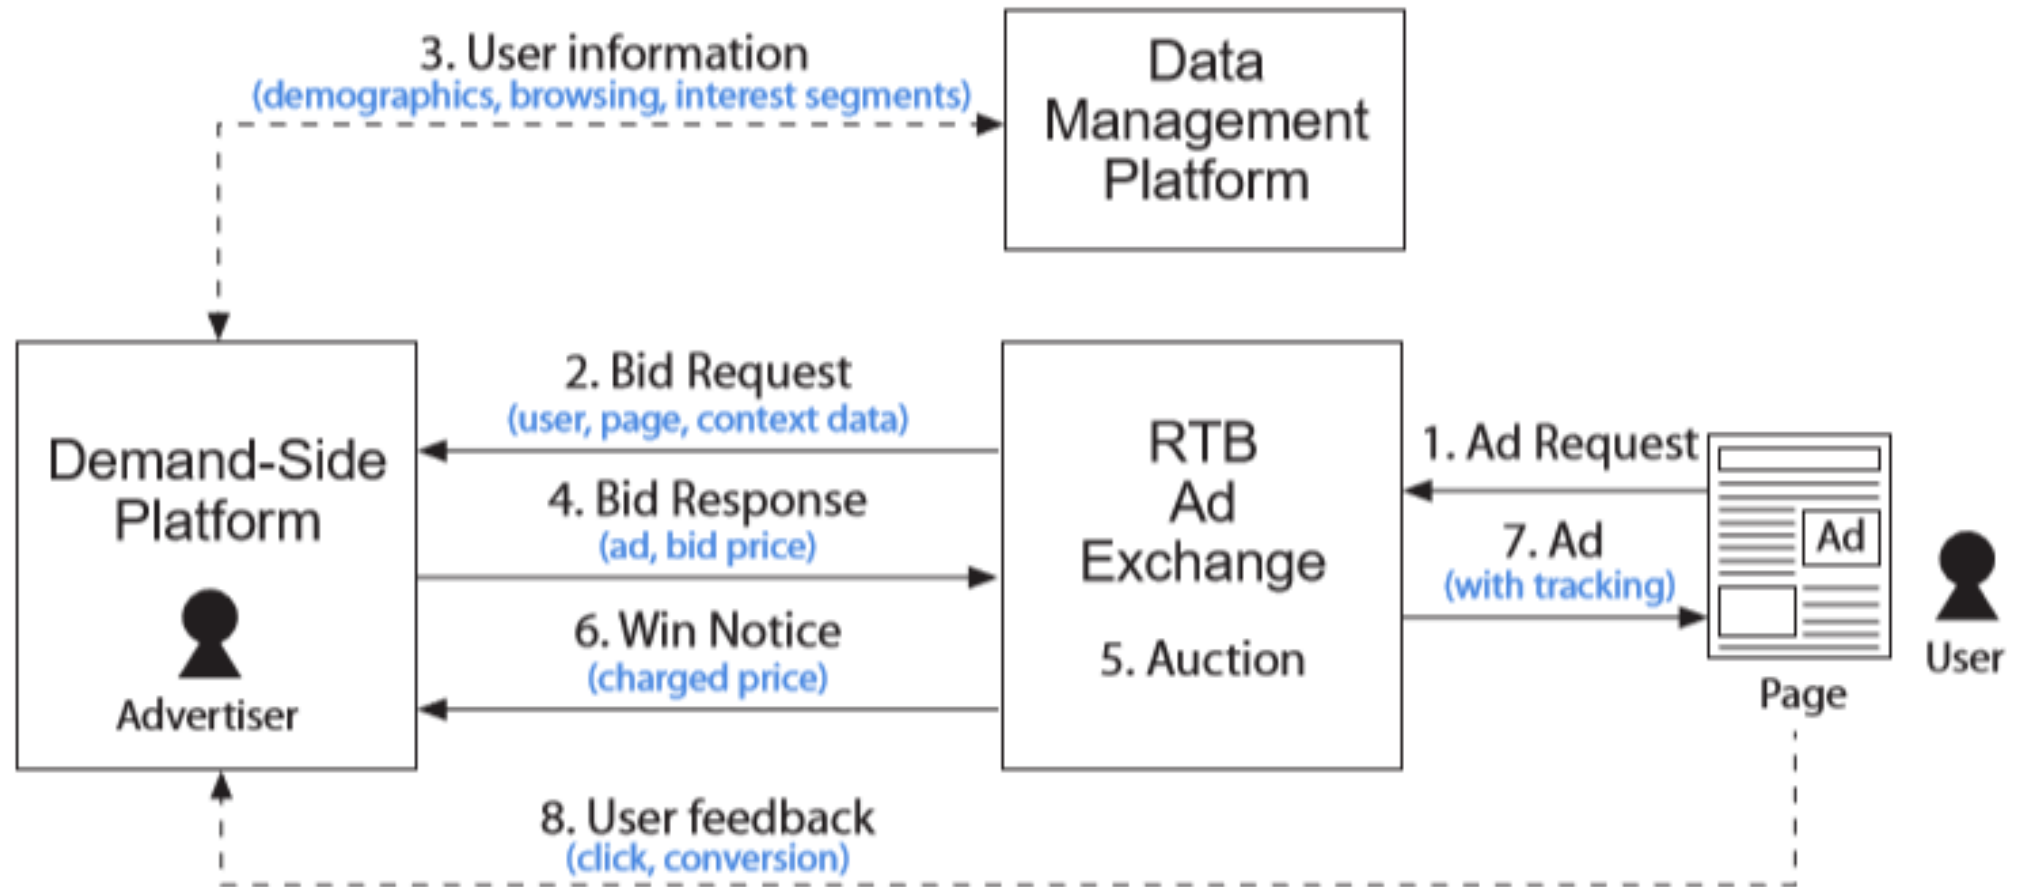 3. User information
(demographics, browsing, interest segments)
Data
Management
Platform
2. Bid Request
(user, page, context data)
Demand-Side
Platform
4. Bid Response
(ad, bid price)
6. Win Notice
(charged price)
Advertiser
RTB
Ad
Exchange
5. Auction
1. Ad Request
7. Ad
(with tracking)
Ad
User
Page
8. User feedback
(click, conversion)